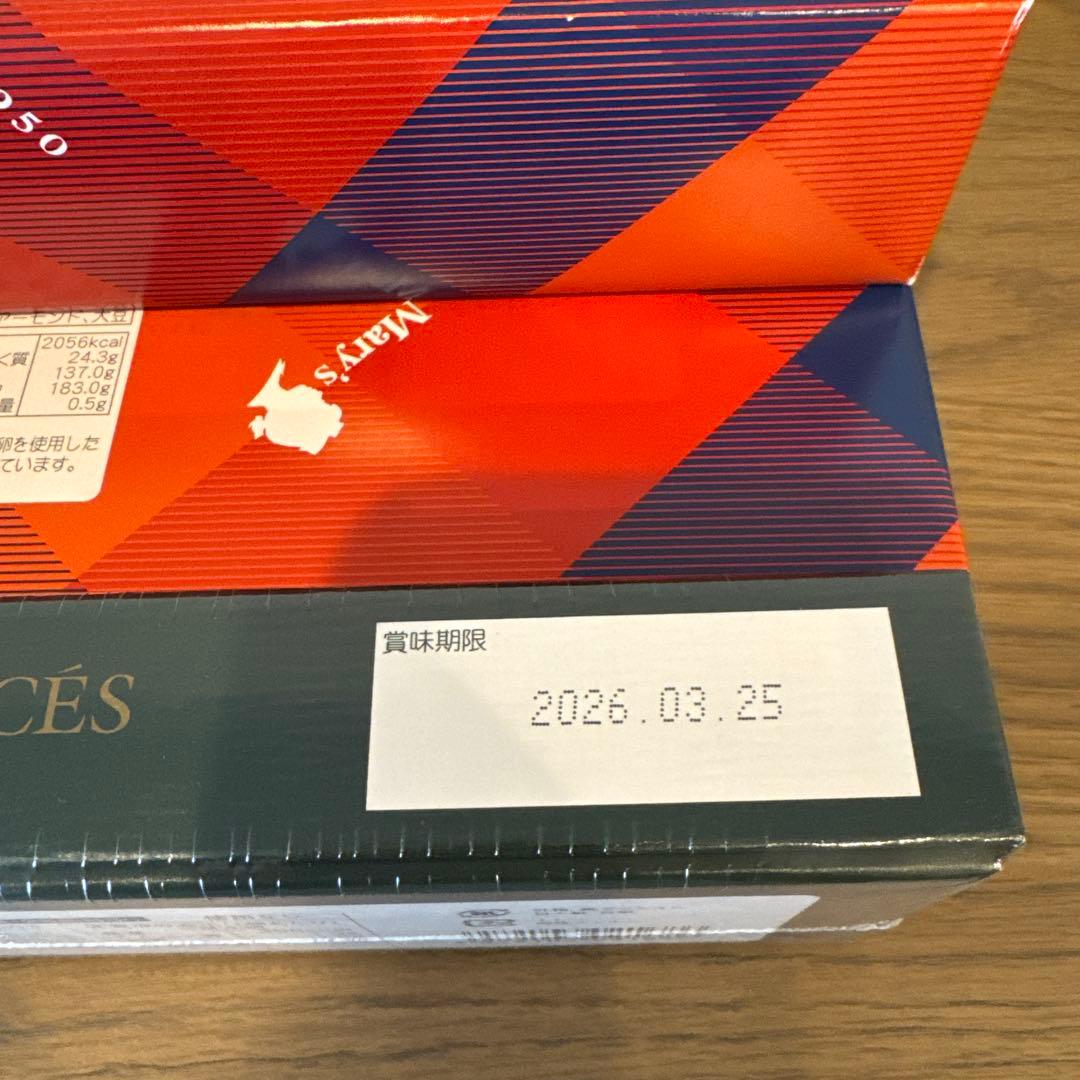 950
アーモンド、大豆
2056kcal
く質 24.3g
137.0g
183.0g
量 0.5g
卵を使用した
ています。
Mary's
CÉS
賞味期限
2026.03.25